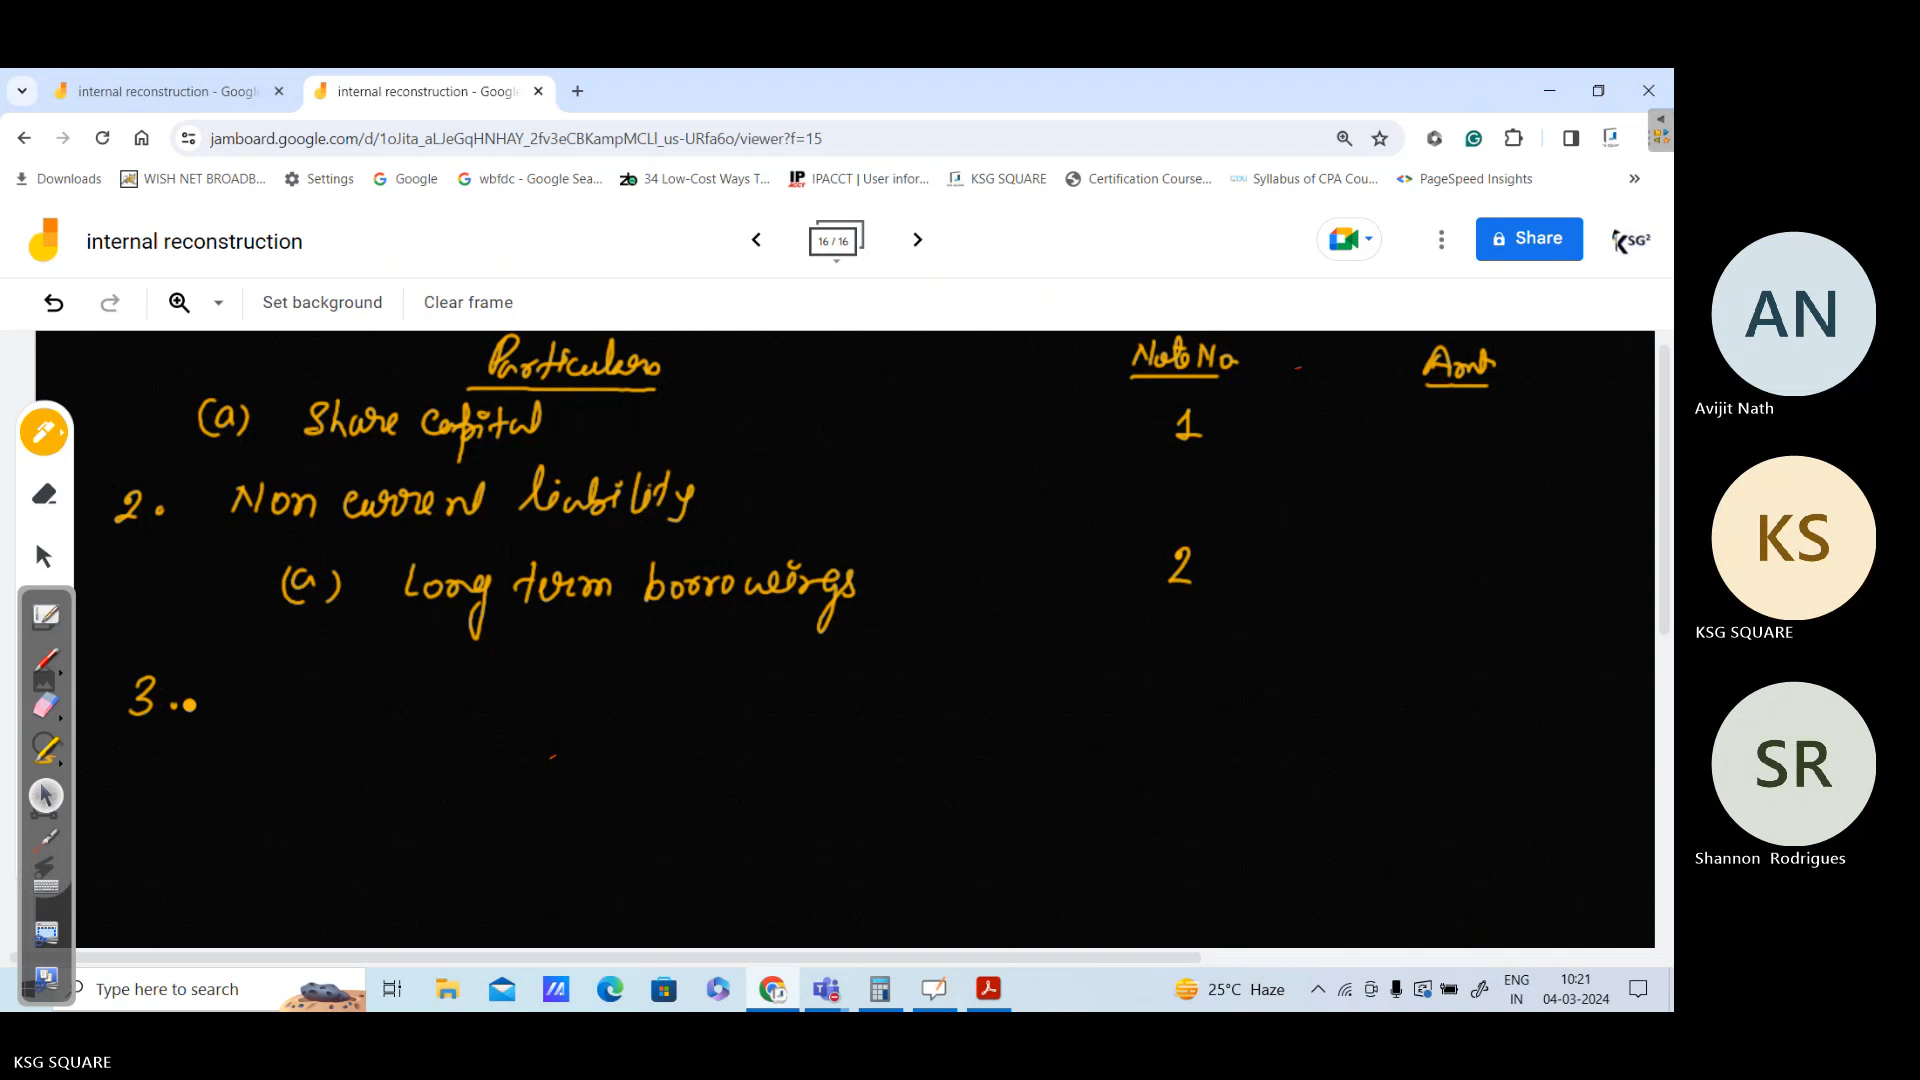 internal reconstruction - Googl
internal reconstruction - Google
jamboard.google.com/d/1oJita_aLJeGqHNHAY_2fv3eCBKampMCLl_us-URfa6o/viewer?f=15
Downloads WISH NET BROADB... Settings Google wbfdc - Google Sea... 34 Low-Cost Ways T... IPACCT | User infor... KSG SQUARE Certification Course... Syllabus of CPA Cou... PageSpeed Insights
internal reconstruction
16 / 16
Share
KSG²
Set background Clear frame
Particulars Note No Amt
(a) Share capital 1
2. Non current liability
(a) Long term borrowings 2
3.
AN
Avijit Nath
KS
KSG SQUARE
SR
Shannon Rodrigues
Type here to search
25°C Haze
ENG
IN
10:21
04-03-2024
KSG SQUARE